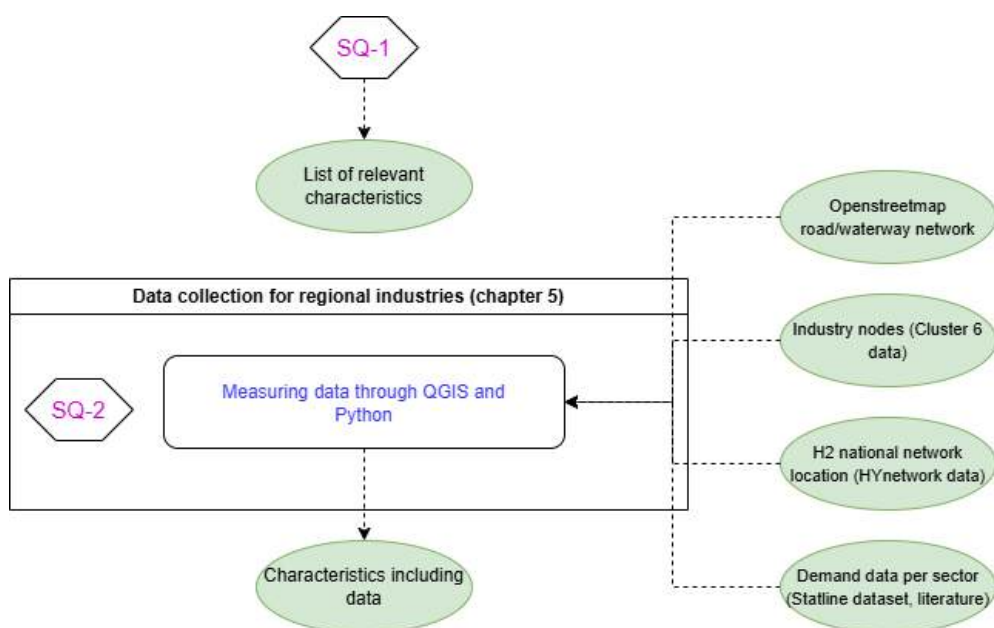 SQ-1
List of relevant
characteristics
Openstreetmap
road/waterway network
Data collection for regional industries (chapter 5)
Industry nodes (Cluster 6
data)
SQ-2
Measuring data through QGIS and
Python
H2 national network
location (HYnetwork data)
Characteristics including
data
Demand data per sector
(Statline dataset, literature)